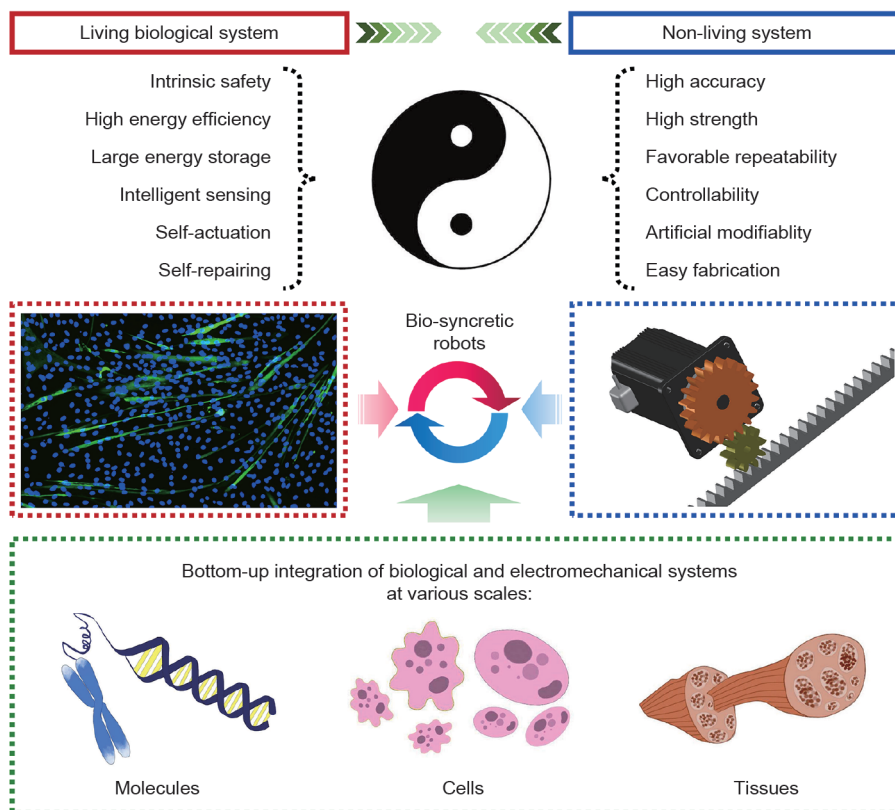 Living biological system
Non-living system
Intrinsic safety
High energy efficiency
Large energy storage
Intelligent sensing
Self-actuation
Self-repairing
High accuracy
High strength
Favorable repeatability
Controllability
Artificial modifiablity
Easy fabrication
Bio-syncretic
robots
Bottom-up integration of biological and electromechanical systems
at various scales:
Molecules
Cells
Tissues